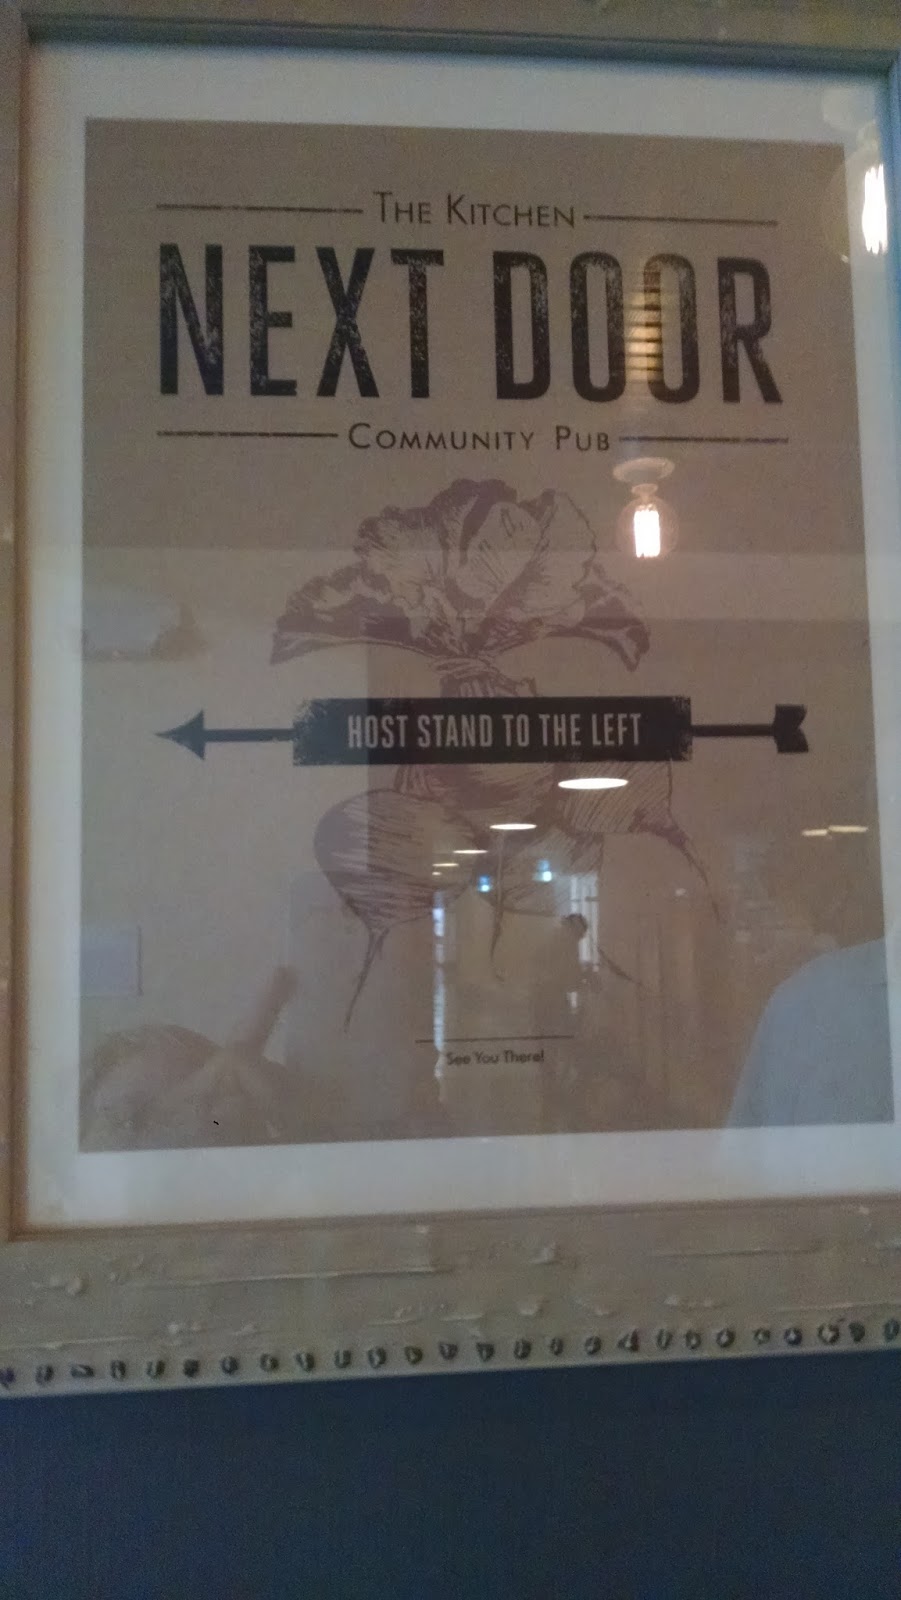 The Kitchen
NEXT DOOR
Community Pub
HOST STAND TO THE LEFT
See You There!